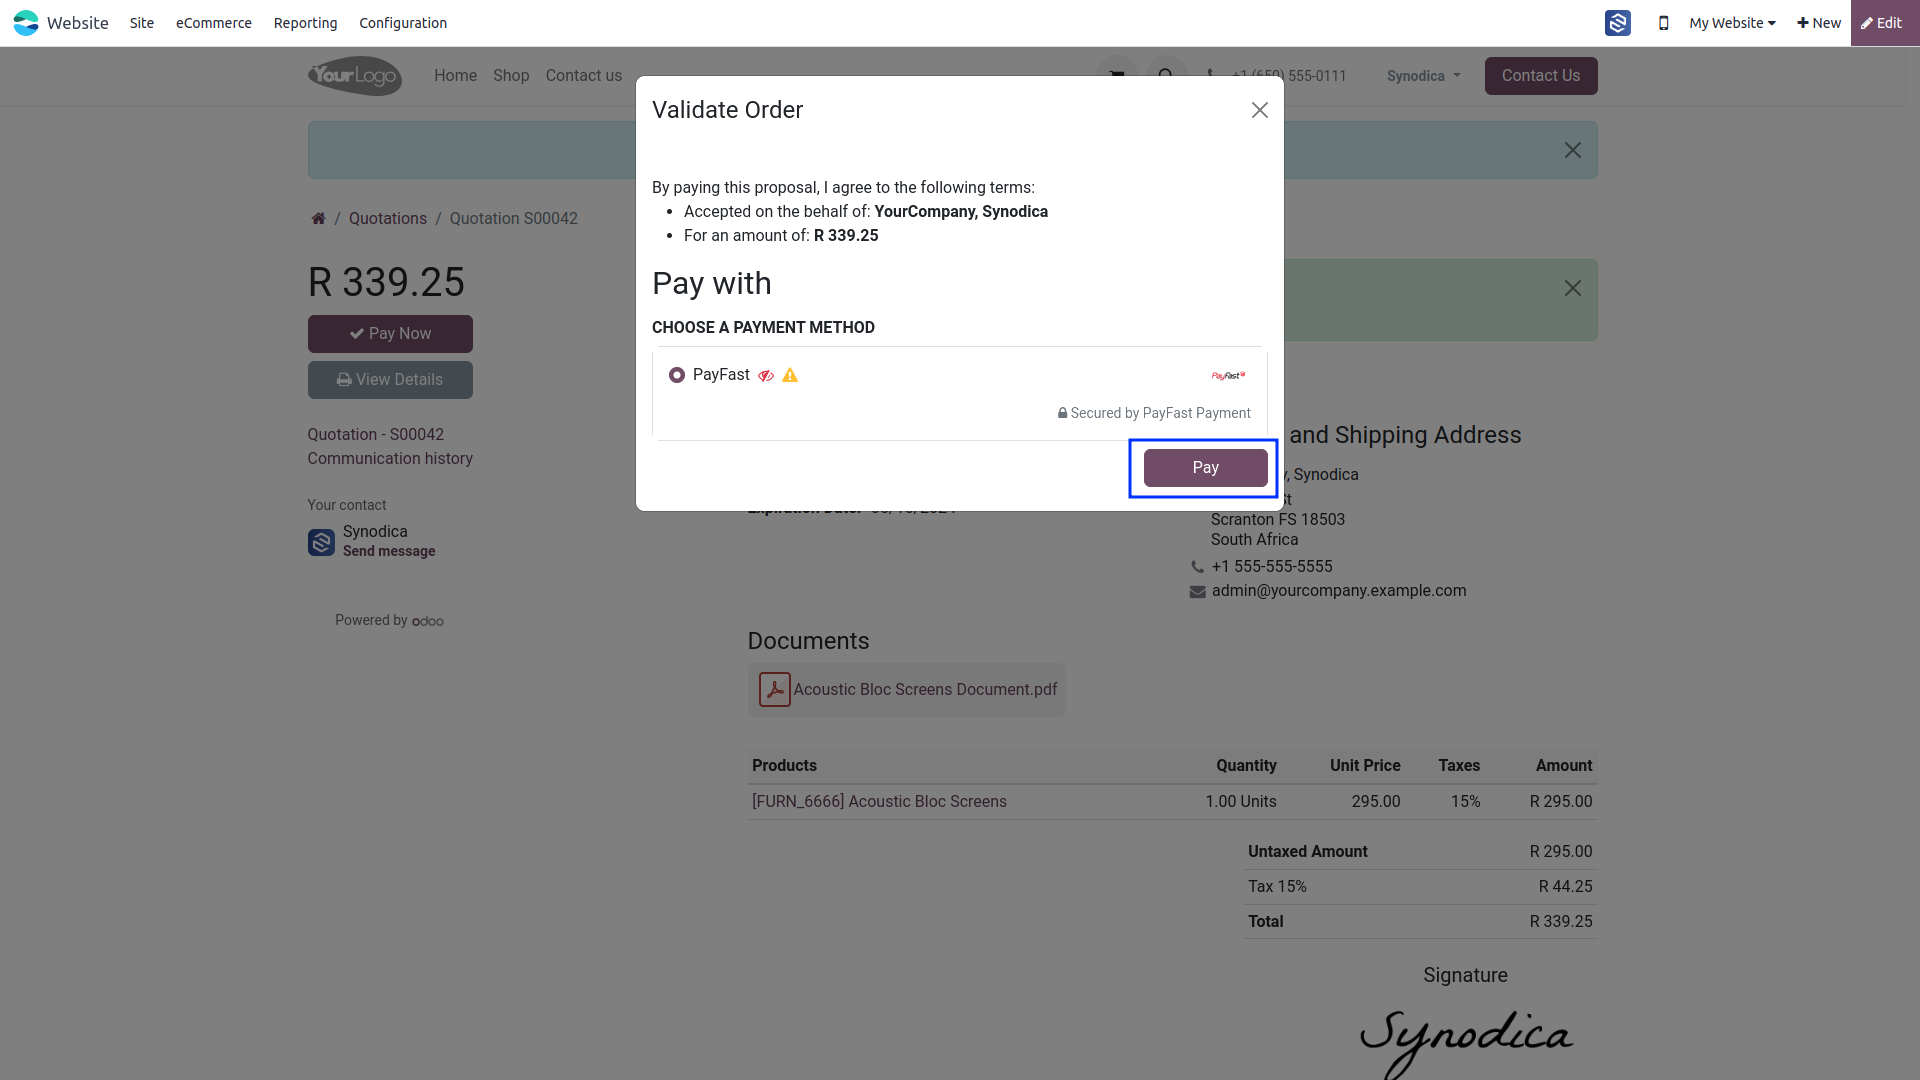 Website Site eCommerce Reporting Configuration My Website New Edit
YourLogo Home Shop Contact us +1 (650) 555-0111 Synodica Contact Us
Validate Order
By paying this proposal, I agree to the following terms:
Accepted on the behalf of: YourCompany, Synodica
For an amount of: R 339.25
Pay with
CHOOSE A PAYMENT METHOD
PayFast PayFast
Secured by PayFast Payment
Pay
/ Quotations / Quotation S00042
R 339.25
Pay Now
View Details
Quotation - S00042
Communication history
Your contact
Synodica
Send message
Powered by odoo
and Shipping Address
, Synodica
St
Scranton FS 18503
South Africa
+1 555-555-5555
admin@yourcompany.example.com
Documents
Acoustic Bloc Screens Document.pdf
Products Quantity Unit Price Taxes Amount
[FURN_6666] Acoustic Bloc Screens 1.00 Units 295.00 15% R 295.00
Untaxed Amount R 295.00
Tax 15% R 44.25
Total R 339.25
Signature
Synodica